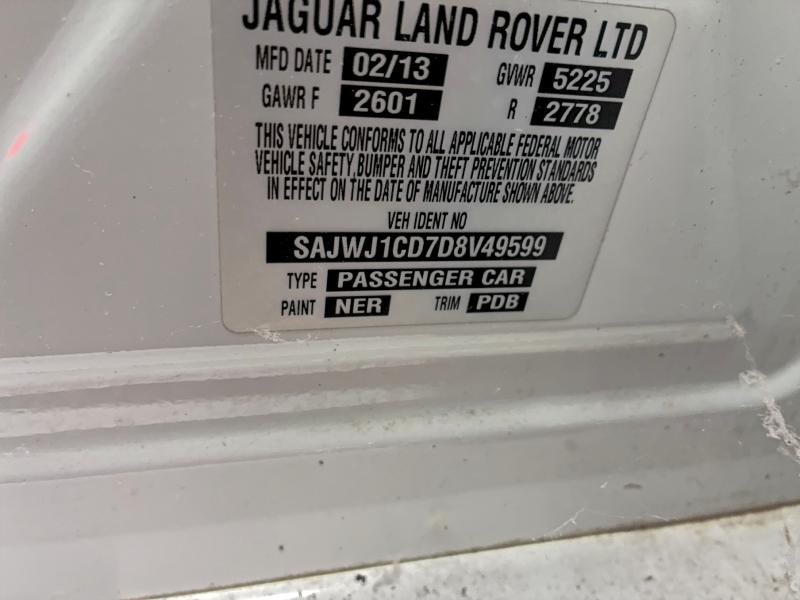 JAGUAR LAND ROVER LTD
MFD DATE 02/13 GVWR 5225
GAWR F 2601 R 2778
THIS VEHICLE CONFORMS TO ALL APPLICABLE FEDERAL MOTOR
VEHICLE SAFETY, BUMPER AND THEFT PREVENTION STANDARDS
IN EFFECT ON THE DATE OF MANUFACTURE SHOWN ABOVE.
VEH IDENT NO
SAJWJ1CD7D8V49599
TYPE PASSENGER CAR
PAINT NER TRIM PDB